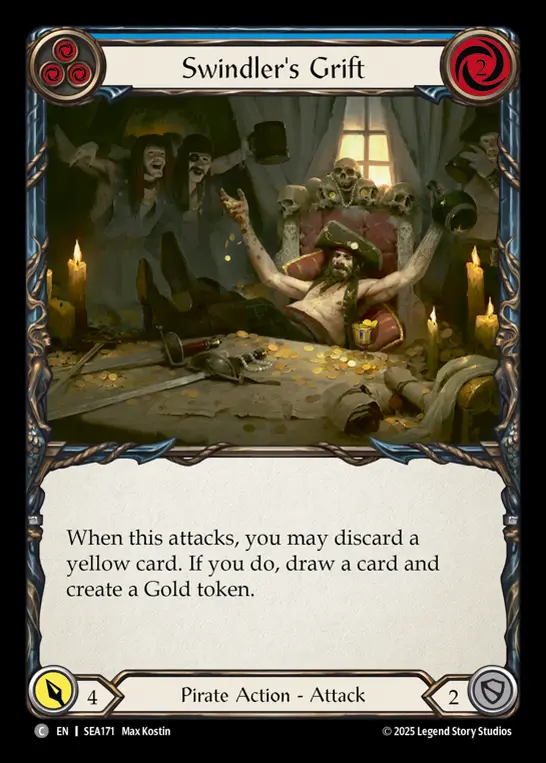 Swindler's Grift
2
When this attacks, you may discard a
yellow card. If you do, draw a card and
create a Gold token.
4
Pirate Action - Attack
2
C EN SEA171 Max Kostin
© 2025 Legend Story Studios